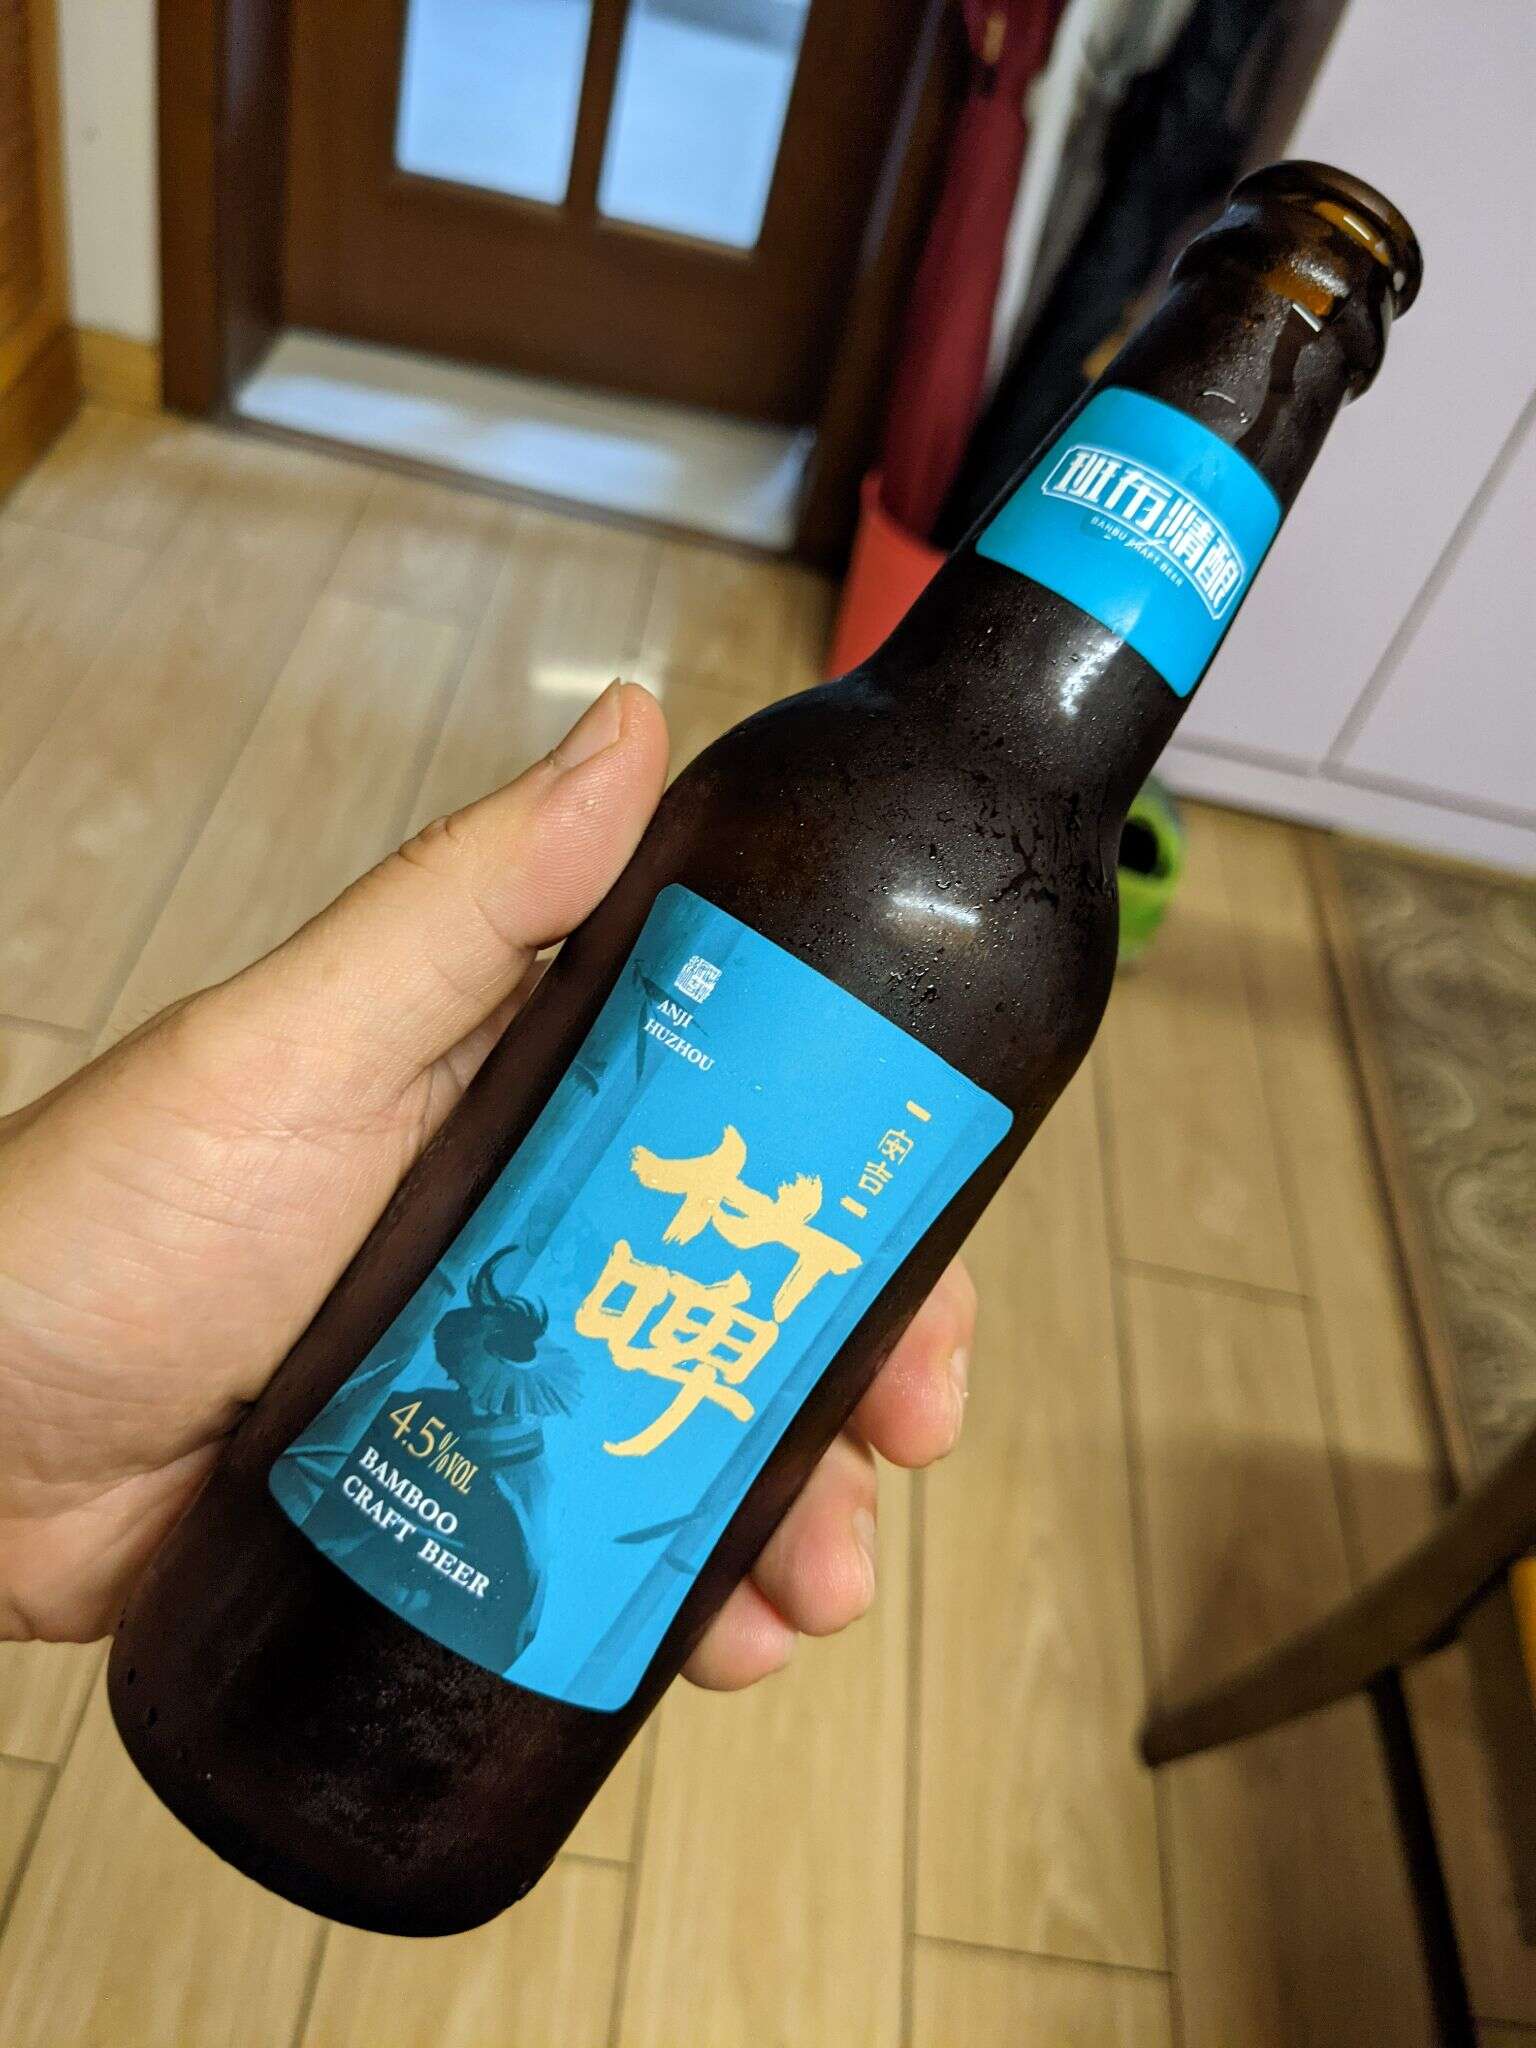 班布精酿
BANBU CRAFT BEER
ANJI
HUZHOU
安吉
竹啤
4.5%VOL
BAMBOO
CRAFT BEER